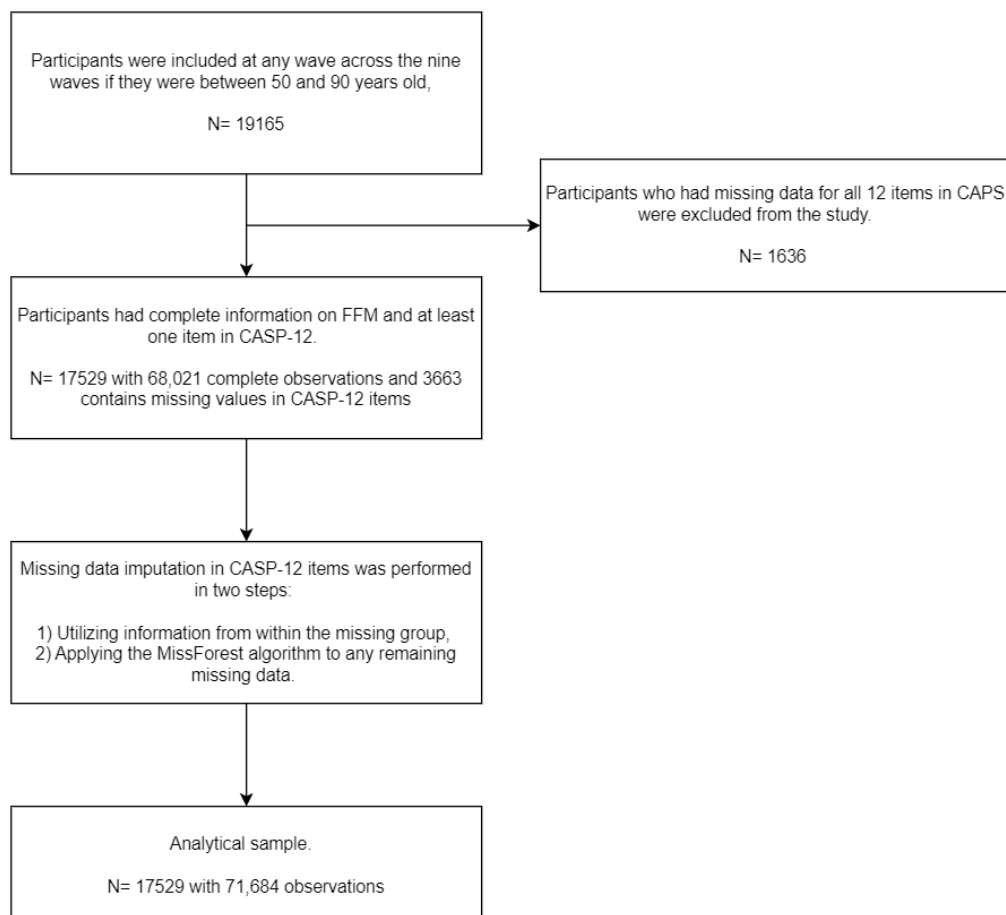 Participants were included at any wave across the nine
waves if they were between 50 and 90 years old,
N= 19165
Participants who had missing data for all 12 items in CAPS
were excluded from the study.
N= 1636
Participants had complete information on FFM and at least
one item in CASP-12.
N= 17529 with 68,021 complete observations and 3663
contains missing values in CASP-12 items
Missing data imputation in CASP-12 items was performed
in two steps:
1) Utilizing information from within the missing group,
2) Applying the MissForest algorithm to any remaining
missing data.
Analytical sample.
N= 17529 with 71,684 observations